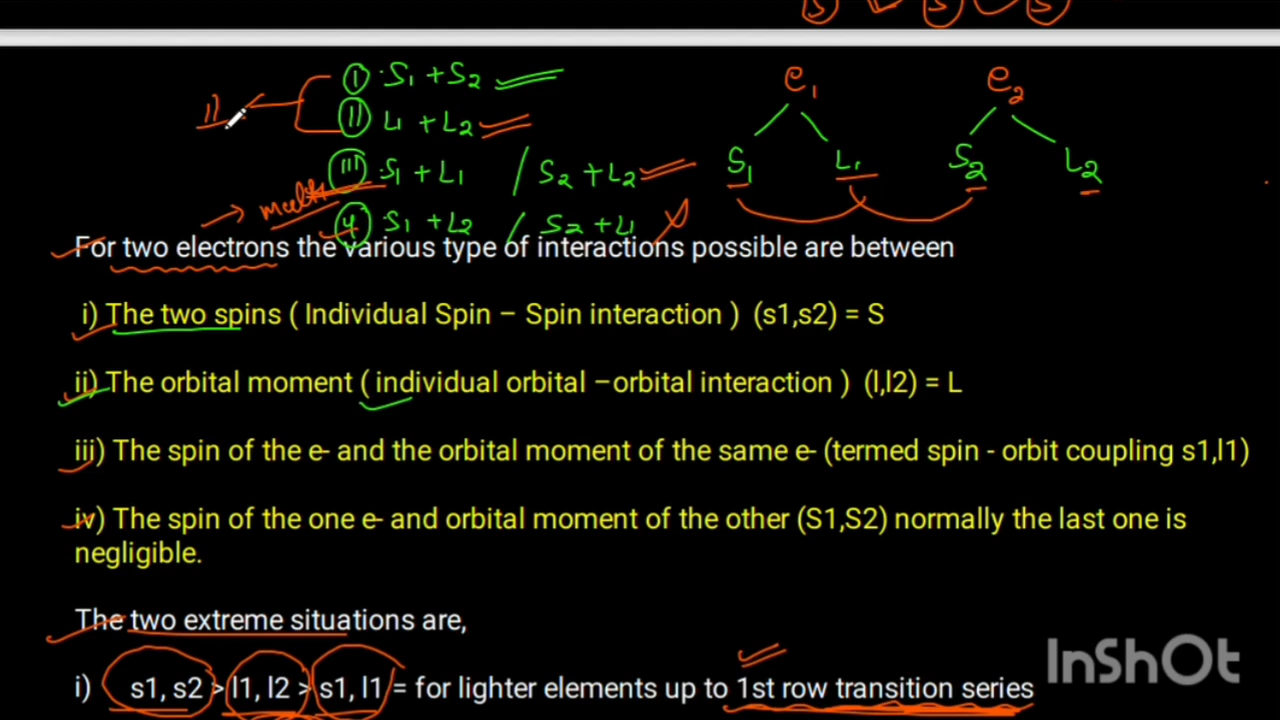 ① S1 + S2
e1 e2
⑪ L1 + L2
S1 L1 S2 L2
⑪⑪ S1 + L1 / S2 + L2
S1 + L2 / S2 + L1
For two electrons the various type of interactions possible are between
i) The two spins ( Individual Spin – Spin interaction ) (s1,s2) = S
ii) The orbital moment ( individual orbital –orbital interaction ) (l,l2) = L
iii) The spin of the e- and the orbital moment of the same e- (termed spin - orbit coupling s1,l1)
iv) The spin of the one e- and orbital moment of the other (S1,S2) normally the last one is
negligible.
The two extreme situations are,
i) s1, s2 > l1, l2 > s1, l1 = for lighter elements up to 1st row transition series
InShOt